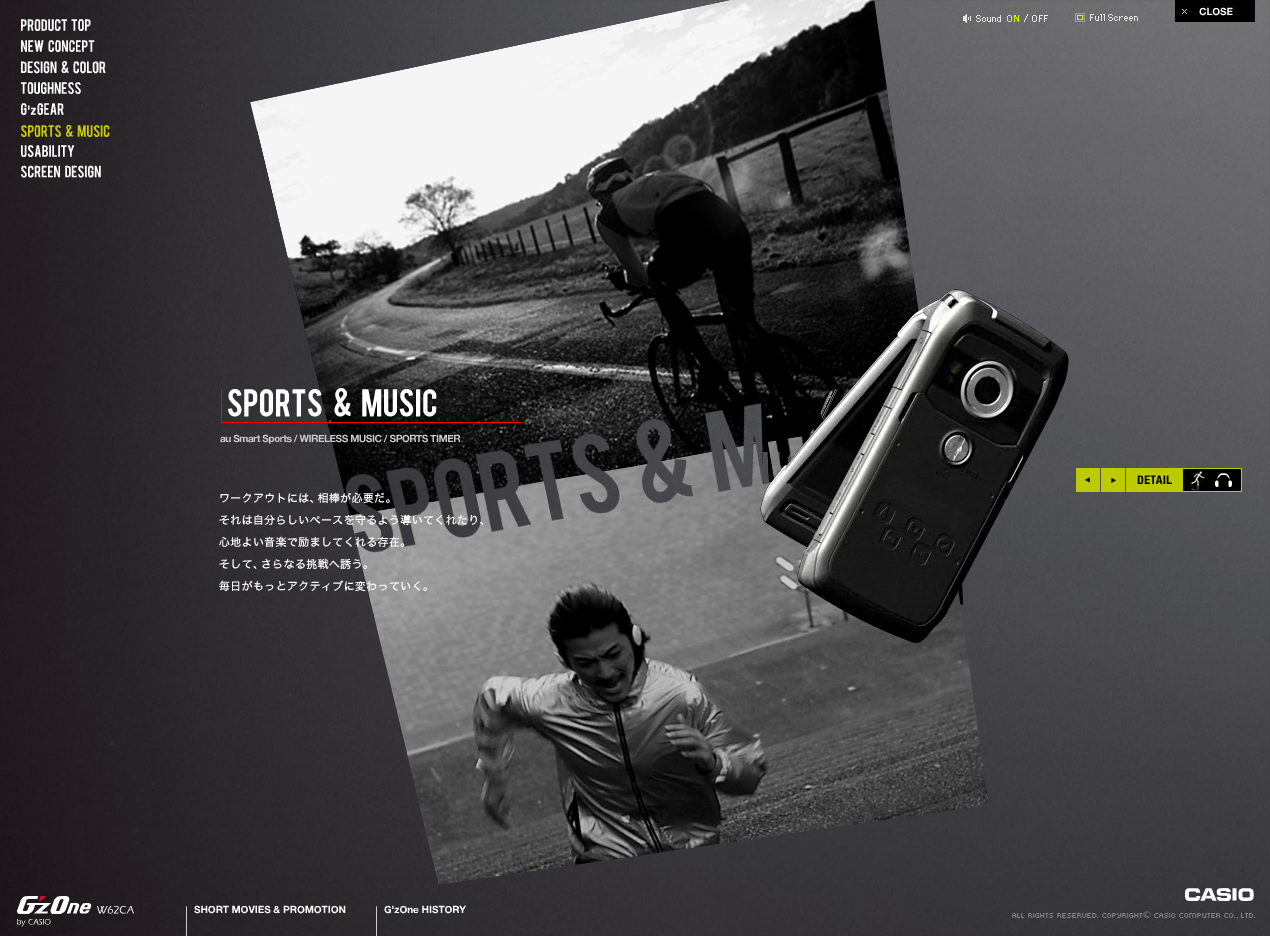 PRODUCT TOP
NEW CONCEPT
DESIGN & COLOR
TOUGHNESS
G'zGEAR
SPORTS & MUSIC
USABILITY
SCREEN DESIGN
Sound ON / OFF
Full Screen
× CLOSE
SPORTS & MUSIC
au Smart Sports / WIRELESS MUSIC / SPORTS TIMER
SPORTS & MU
ワークアウトには、相棒が必要だ。
それは自分らしいペースを守るよう導いてくれたり、
心地よい音楽で励ましてくれる存在。
そして、さらなる挑戦へ誘う。
毎日がもっとアクティブに変わっていく。
DETAIL
G'zOne W62CA
by CASIO
SHORT MOVIES & PROMOTION
G'zOne HISTORY
CASIO
ALL RIGHTS RESERVED. COPYRIGHT© CASIO COMPUTER CO., LTD.